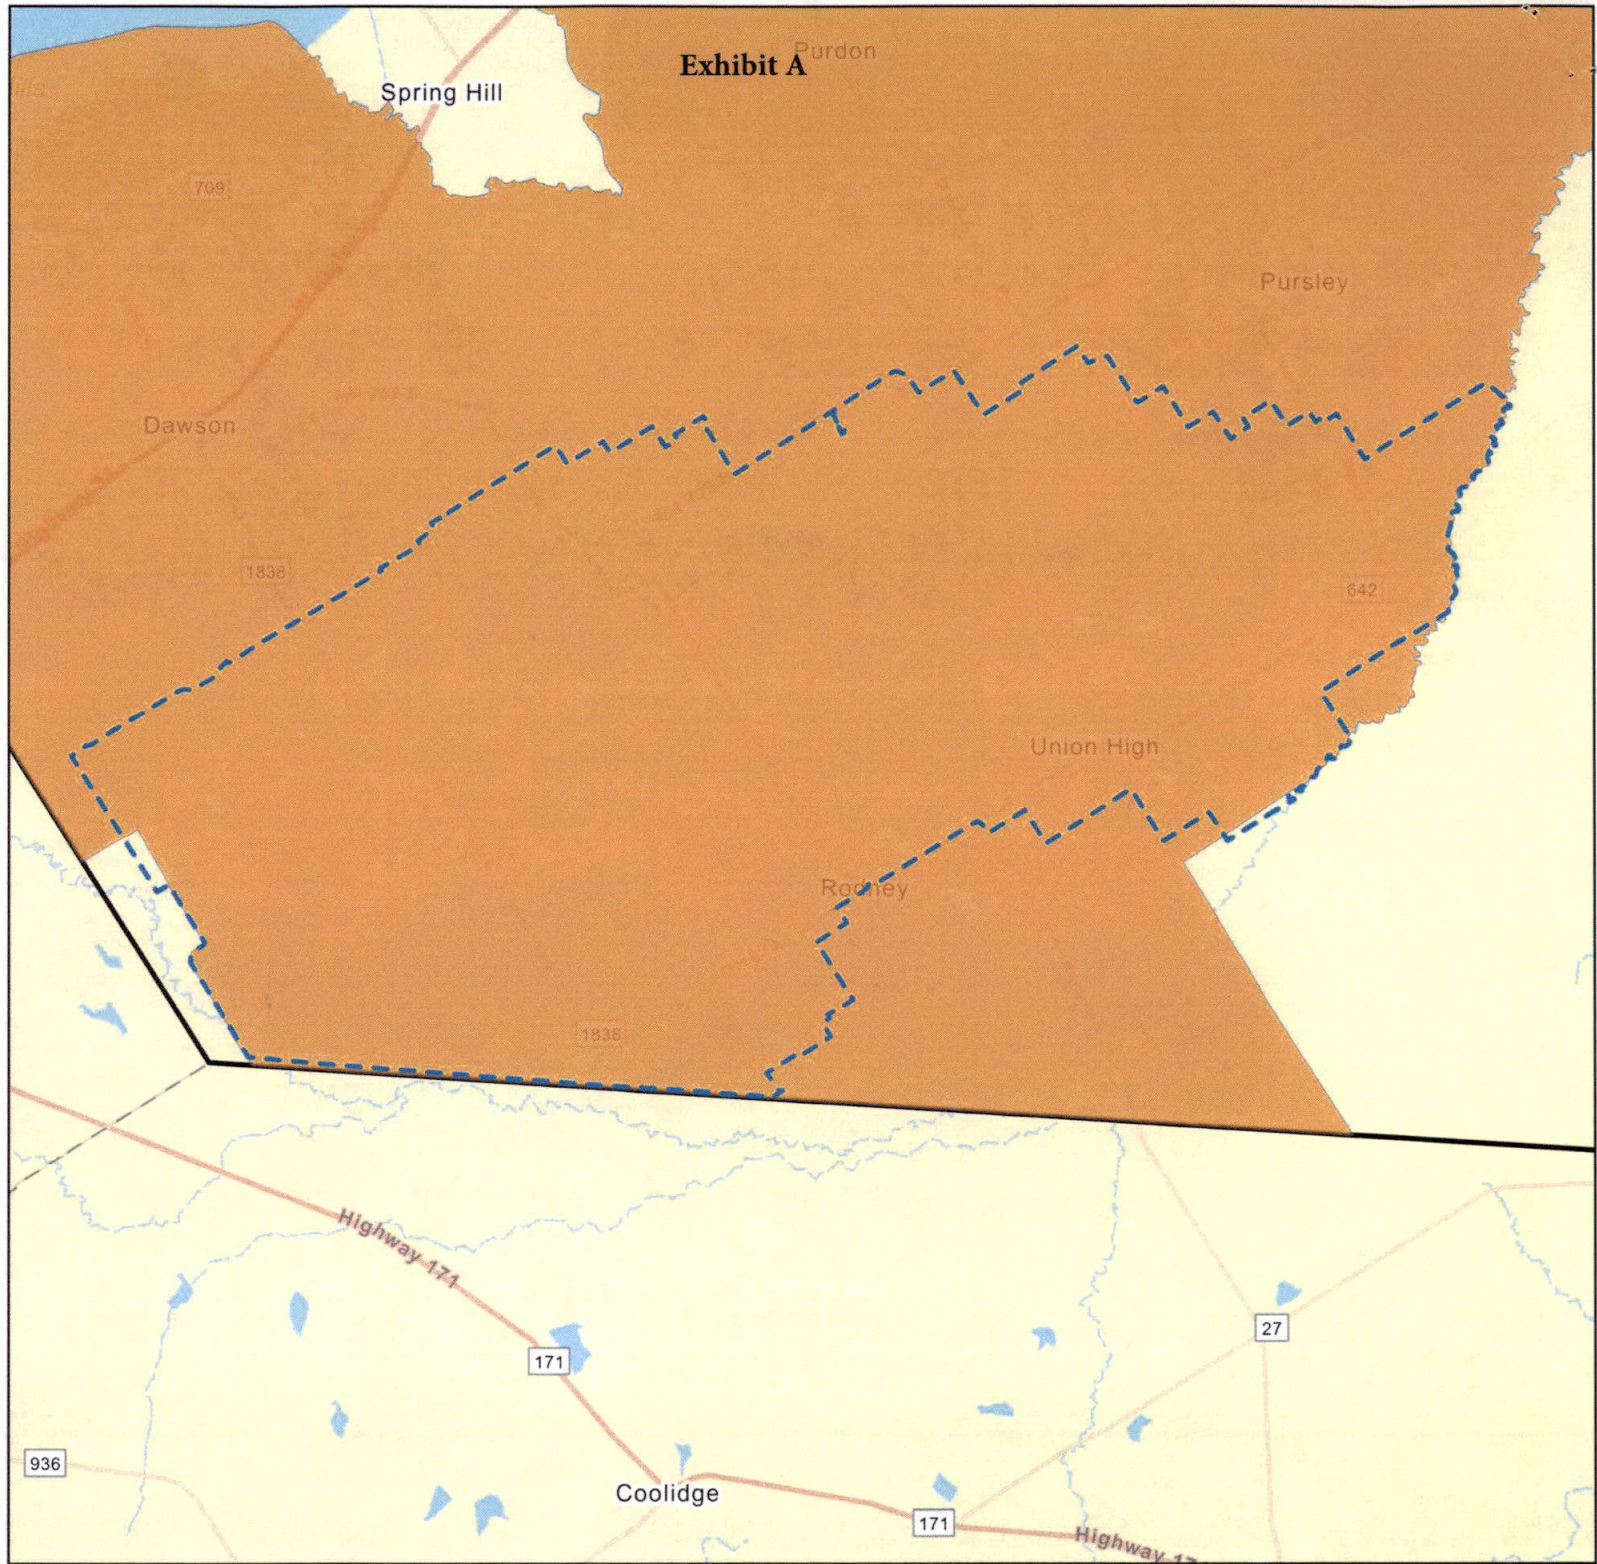 Purdon
Exhibit A
Spring Hill
709
Pursley
Dawson
1838
642
Union High
Rodney
1838
Highway 171
171
27
936
Coolidge
171
Highway